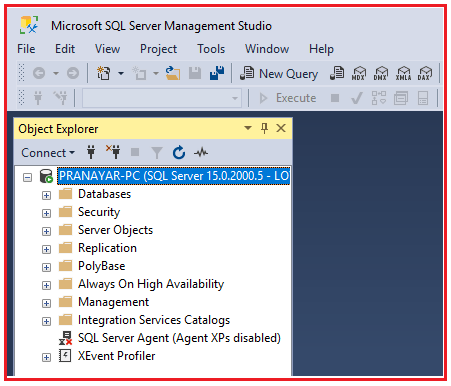 Microsoft SQL Server Management Studio
File Edit View Project Tools Window Help
New Query MDX DMX XMLA DAX
Execute
Object Explorer
Connect
PRANAYAR-PC (SQL Server 15.0.2000.5 - LO
Databases
Security
Server Objects
Replication
PolyBase
Always On High Availability
Management
Integration Services Catalogs
SQL Server Agent (Agent XPs disabled)
XEvent Profiler